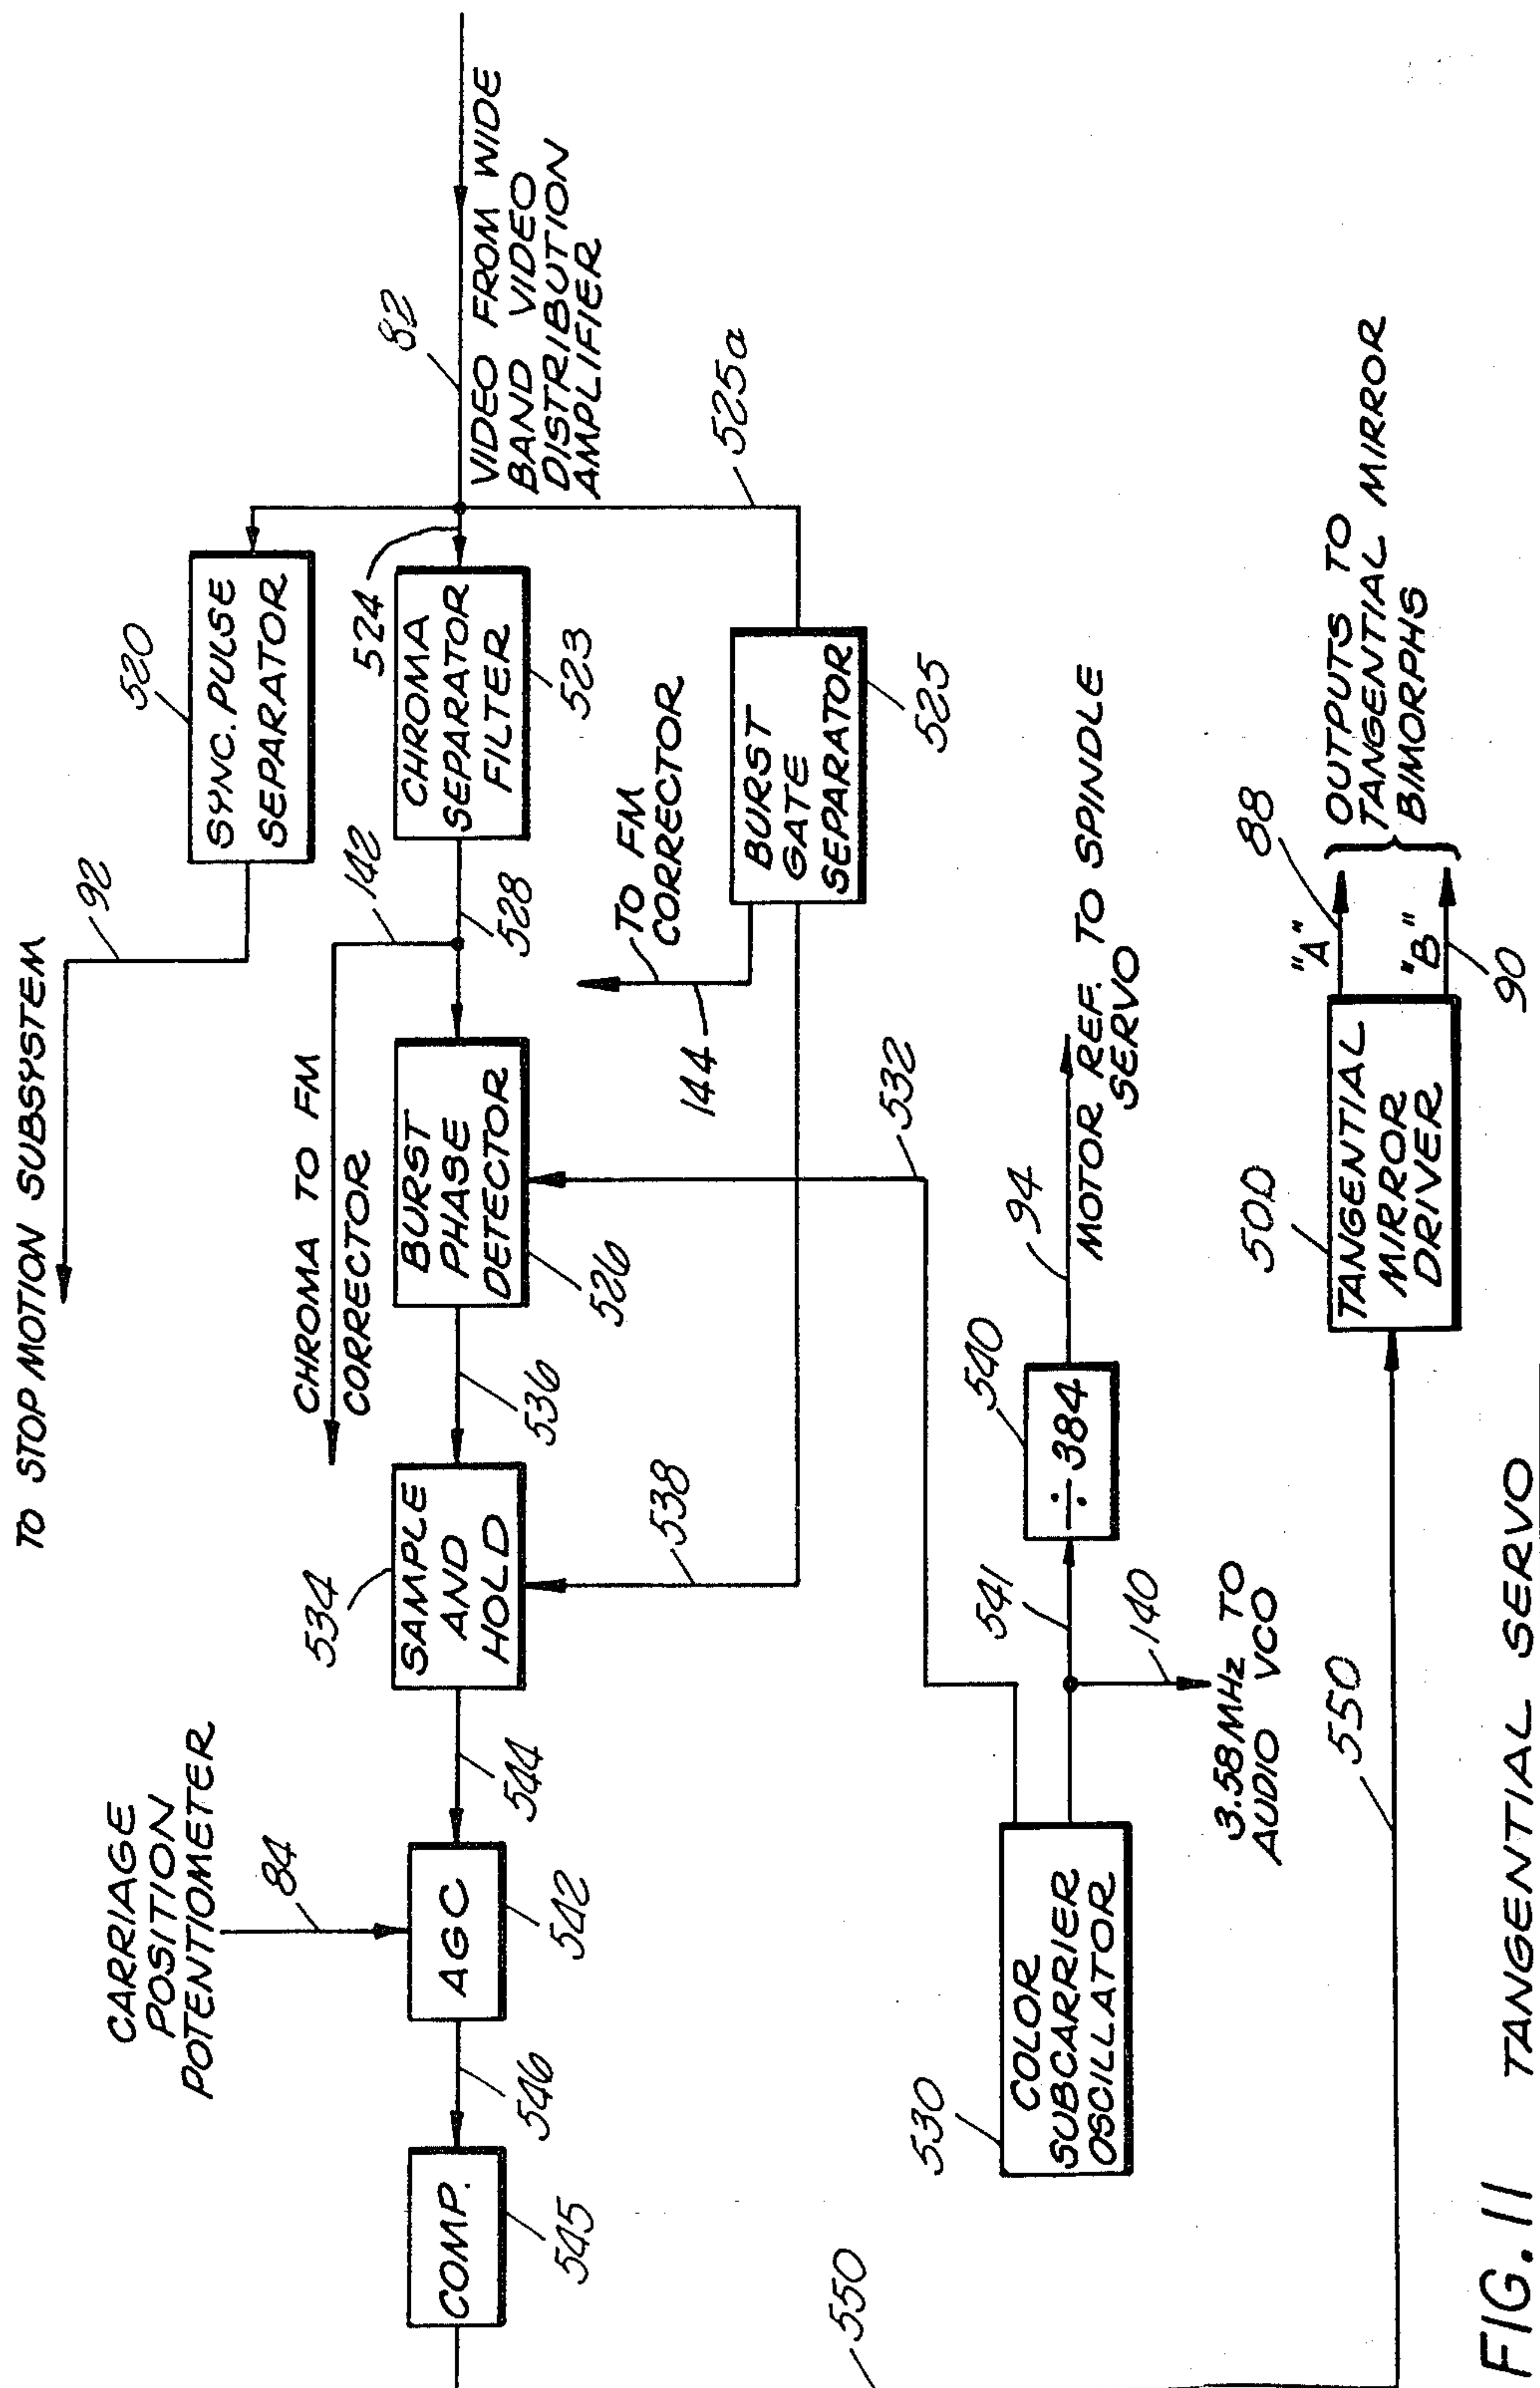 TO STOP MOTION SUBSYSTEM
92
520
SYNC. PULSE
SEPARATOR
82
VIDEO FROM WIDE
BAND VIDEO
DISTRIBUTION
AMPLIFIER
CHROMA TO FM
CORRECTOR
142
524
CHROMA
SEPARATOR
FILTER
523
528
BURST
PHASE
DETECTOR
526
536
534
SAMPLE
AND
HOLD
544
CARRIAGE
POSITION
POTENTIOMETER
84
AGC
542
546
COMP.
545
525a
BURST
GATE
SEPARATOR
525
TO FM
CORRECTOR
144
538
532
530
COLOR
SUBCARRIER
OSCILLATOR
541
540
÷384
94
MOTOR REF. TO SPINDLE
SERVO
140
3.58MHz TO
AUDIO VCO
550
550
500
TANGENTIAL
MIRROR
DRIVER
"A"
88
"B"
90
OUTPUTS TO
TANGENTIAL MIRROR
BIMORPHS
FIG. 11 TANGENTIAL SERVO